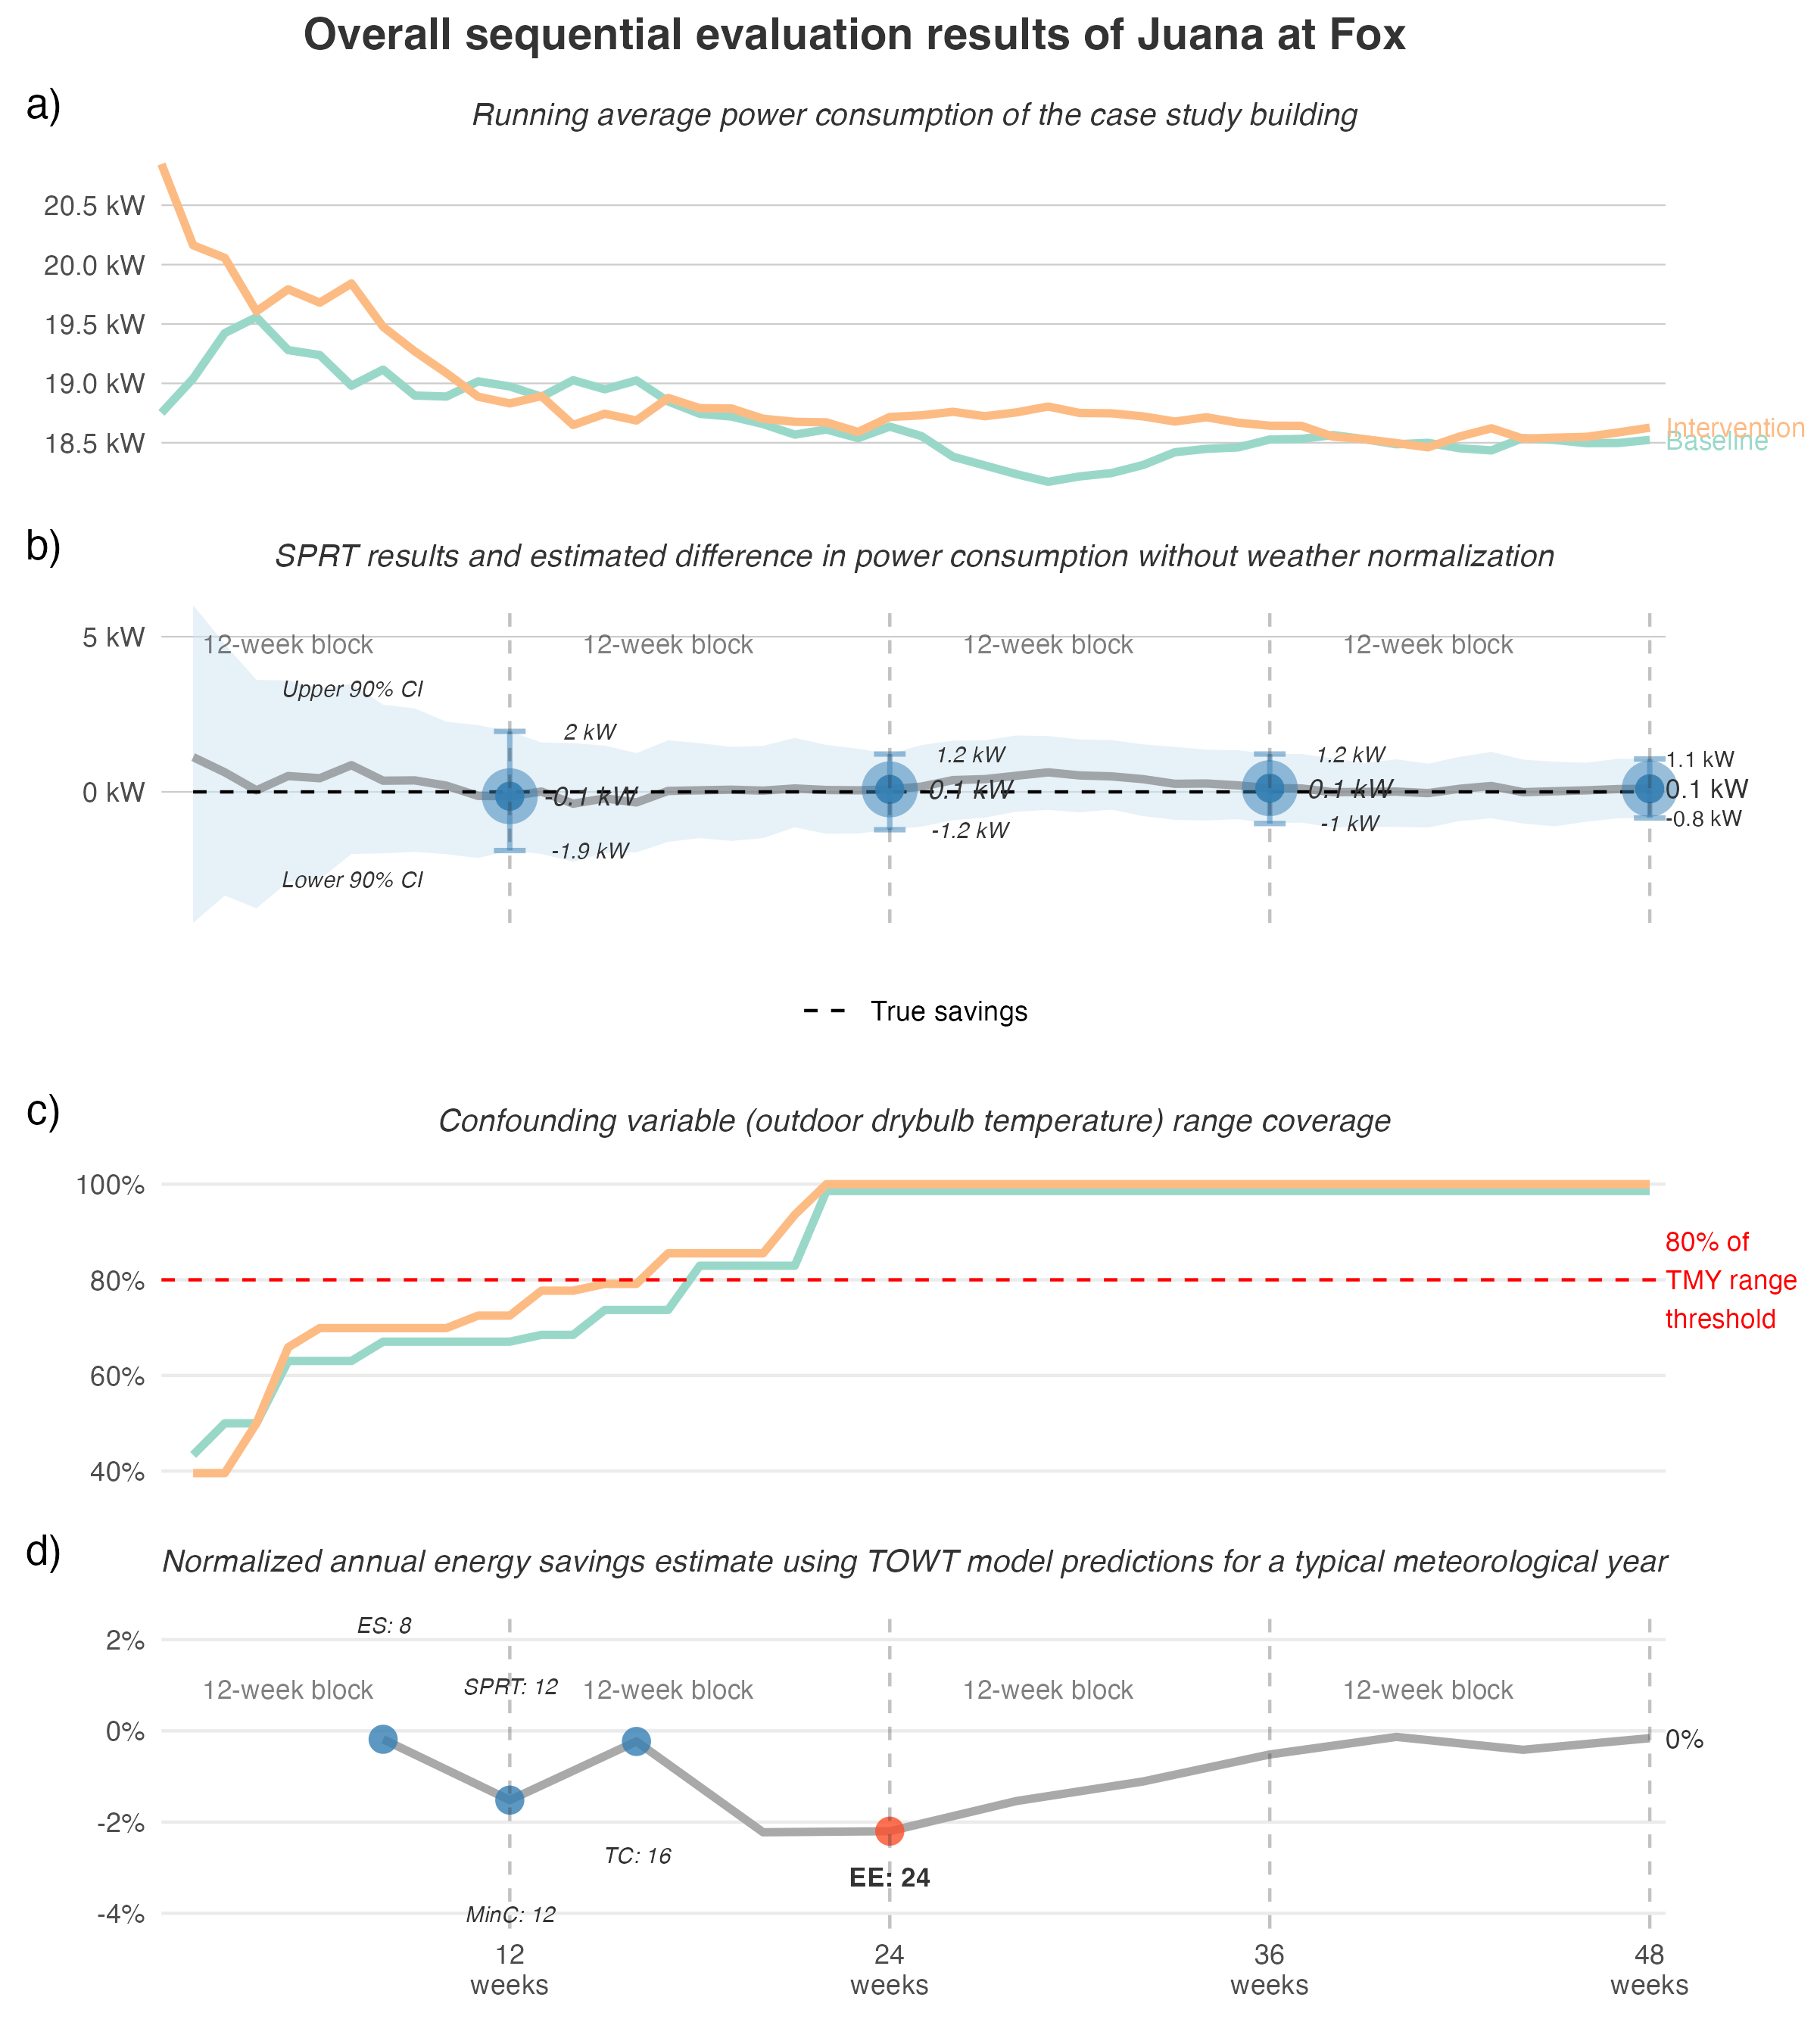 Overall sequential evaluation results of Juana at Fox
a)
Running average power consumption of the case study building
20.5 kW
20.0 kW
19.5 kW
19.0 kW
18.5 kW
Intervention
Baseline
b)
SPRT results and estimated difference in power consumption without weather normalization
5 kW
0 kW
12-week block
12-week block
12-week block
12-week block
Upper 90% CI
Lower 90% CI
2 kW
-0.1 kW
-1.9 kW
1.2 kW
0.1 kW
-1.2 kW
1.2 kW
0.1 kW
-1 kW
1.1 kW
0.1 kW
-0.8 kW
True savings
c)
Confounding variable (outdoor drybulb temperature) range coverage
100%
80%
60%
40%
80% of
TMY range
threshold
d)
Normalized annual energy savings estimate using TOWT model predictions for a typical meteorological year
2%
0%
-2%
-4%
ES: 8
SPRT: 12
12-week block
12-week block
12-week block
12-week block
0%
TC: 16
EE: 24
MinC: 12
12
weeks
24
weeks
36
weeks
48
weeks